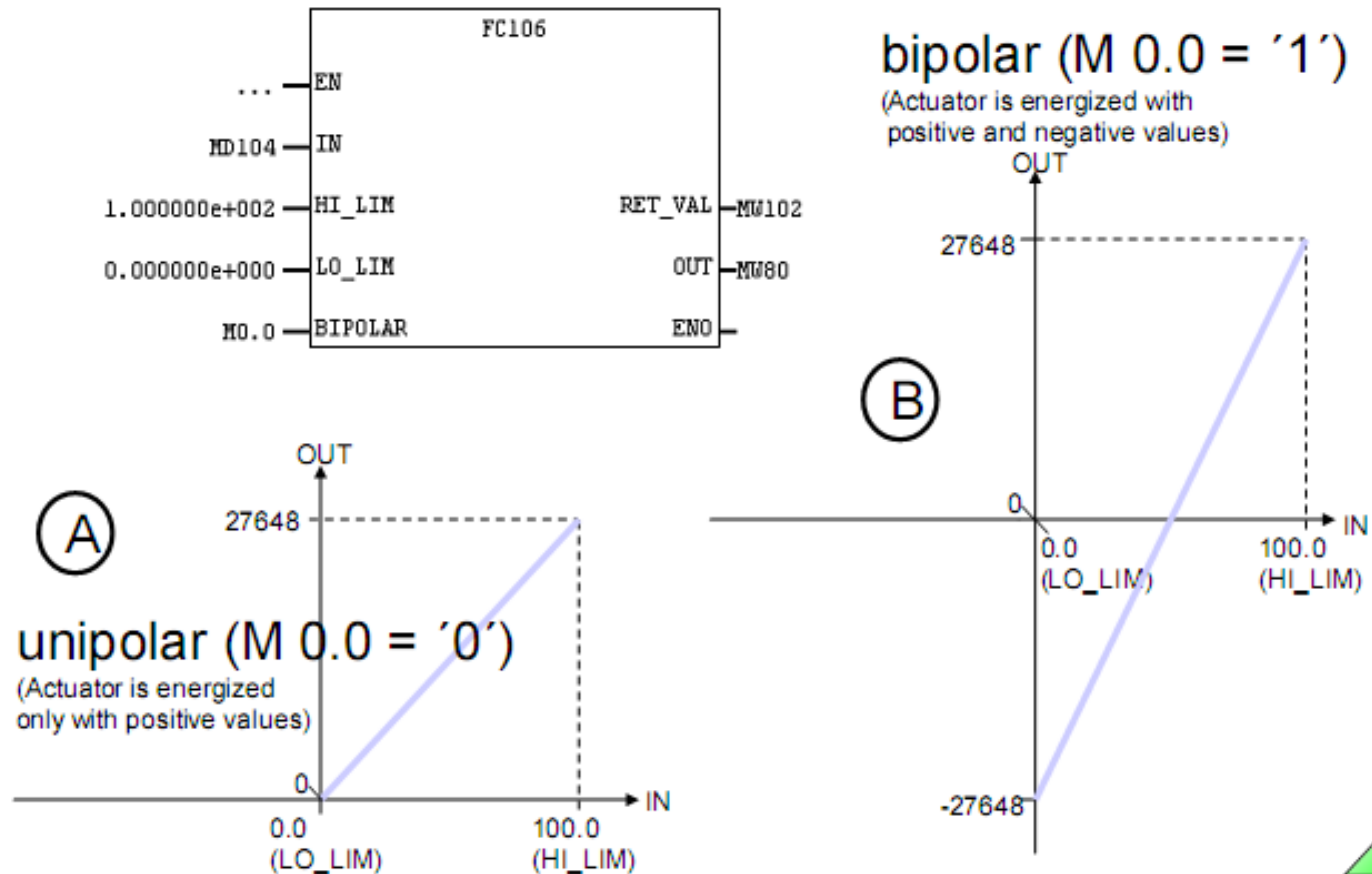 FC106
... EN
MD104 IN
1.000000e+002 HI_LIM RET_VAL MW102
0.000000e+000 LO_LIM OUT MW80
M0.0 BIPOLAR ENO
bipolar (M 0.0 = ´1´)
(Actuator is energized with
positive and negative values)
OUT
27648
B
0
IN
0.0 100.0
(LO_LIM) (HI_LIM)
-27648
OUT
27648
A
unipolar (M 0.0 = ´0´)
(Actuator is energized
only with positive values)
0
IN
0.0 100.0
(LO_LIM) (HI_LIM)